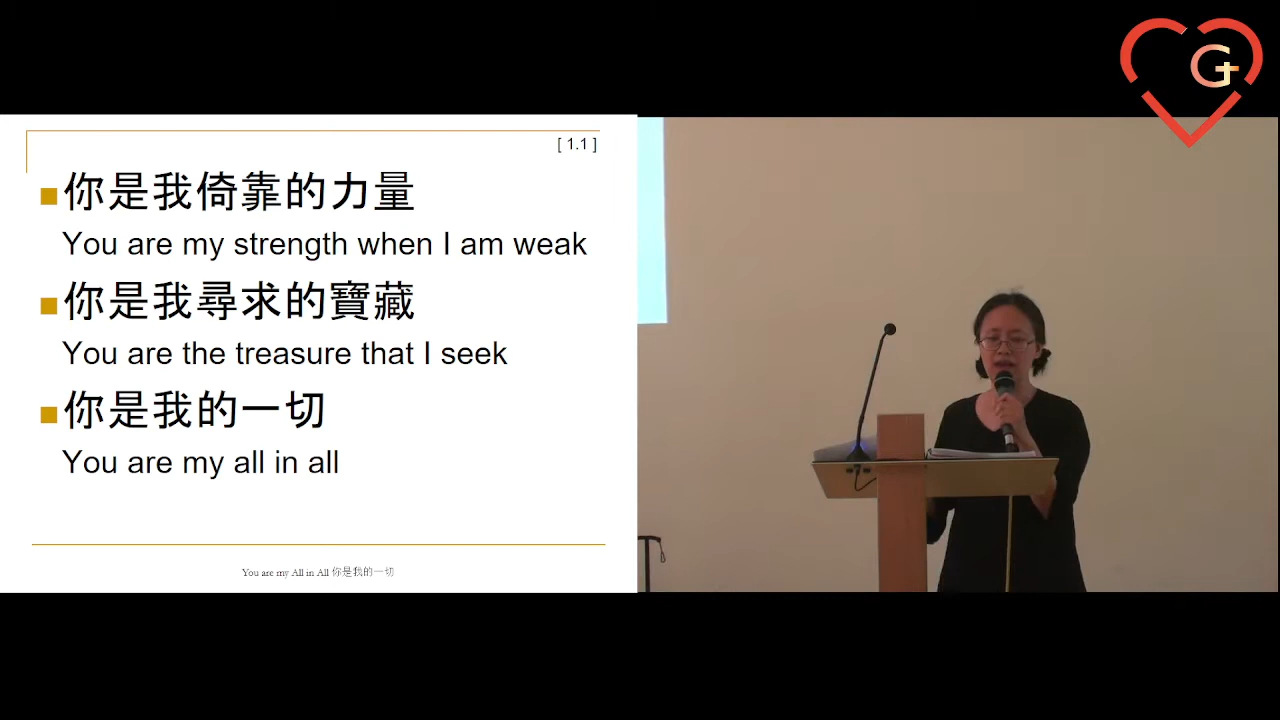 [ 1.1 ]
你是我倚靠的力量
You are my strength when I am weak
你是我尋求的寶藏
You are the treasure that I seek
你是我的一切
You are my all in all
You are my All in All 你是我的一切
G